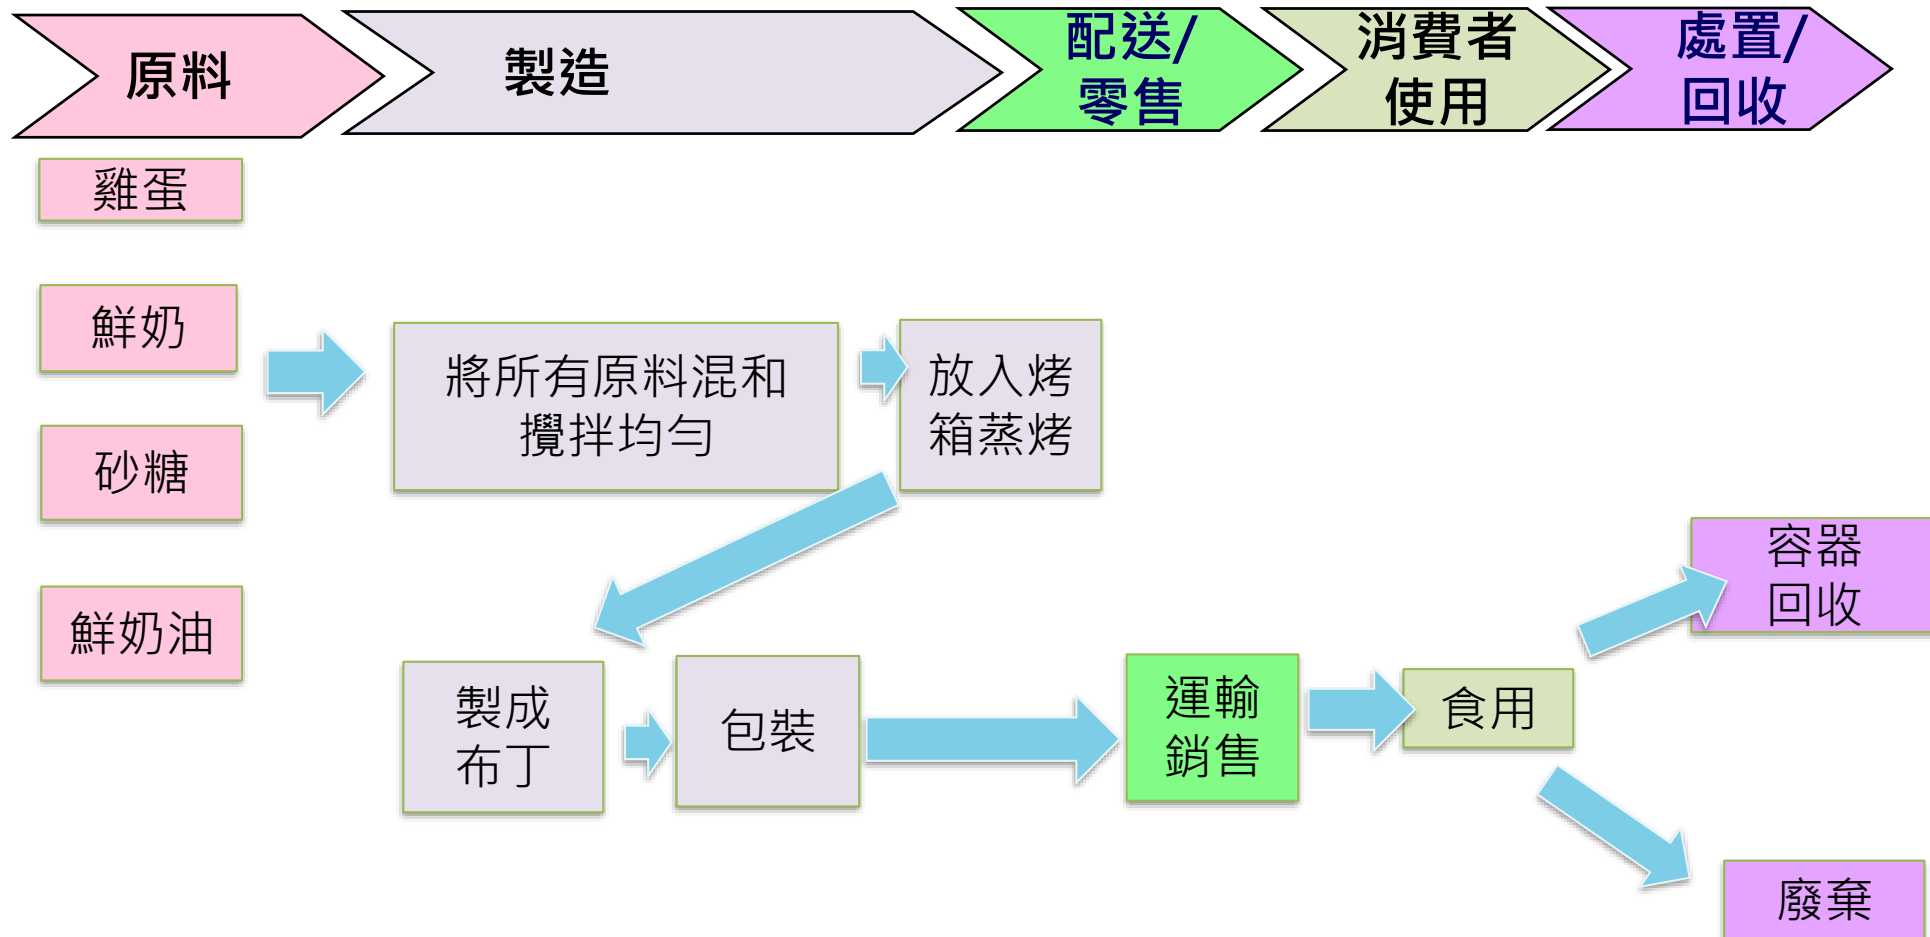 原料
製造
配送/
零售
消費者
使用
處置/
回收
雞蛋
鮮奶
砂糖
鮮奶油
將所有原料混和
攪拌均勻
放入烤
箱蒸烤
製成
布丁
包裝
運輸
銷售
食用
容器
回收
廢棄